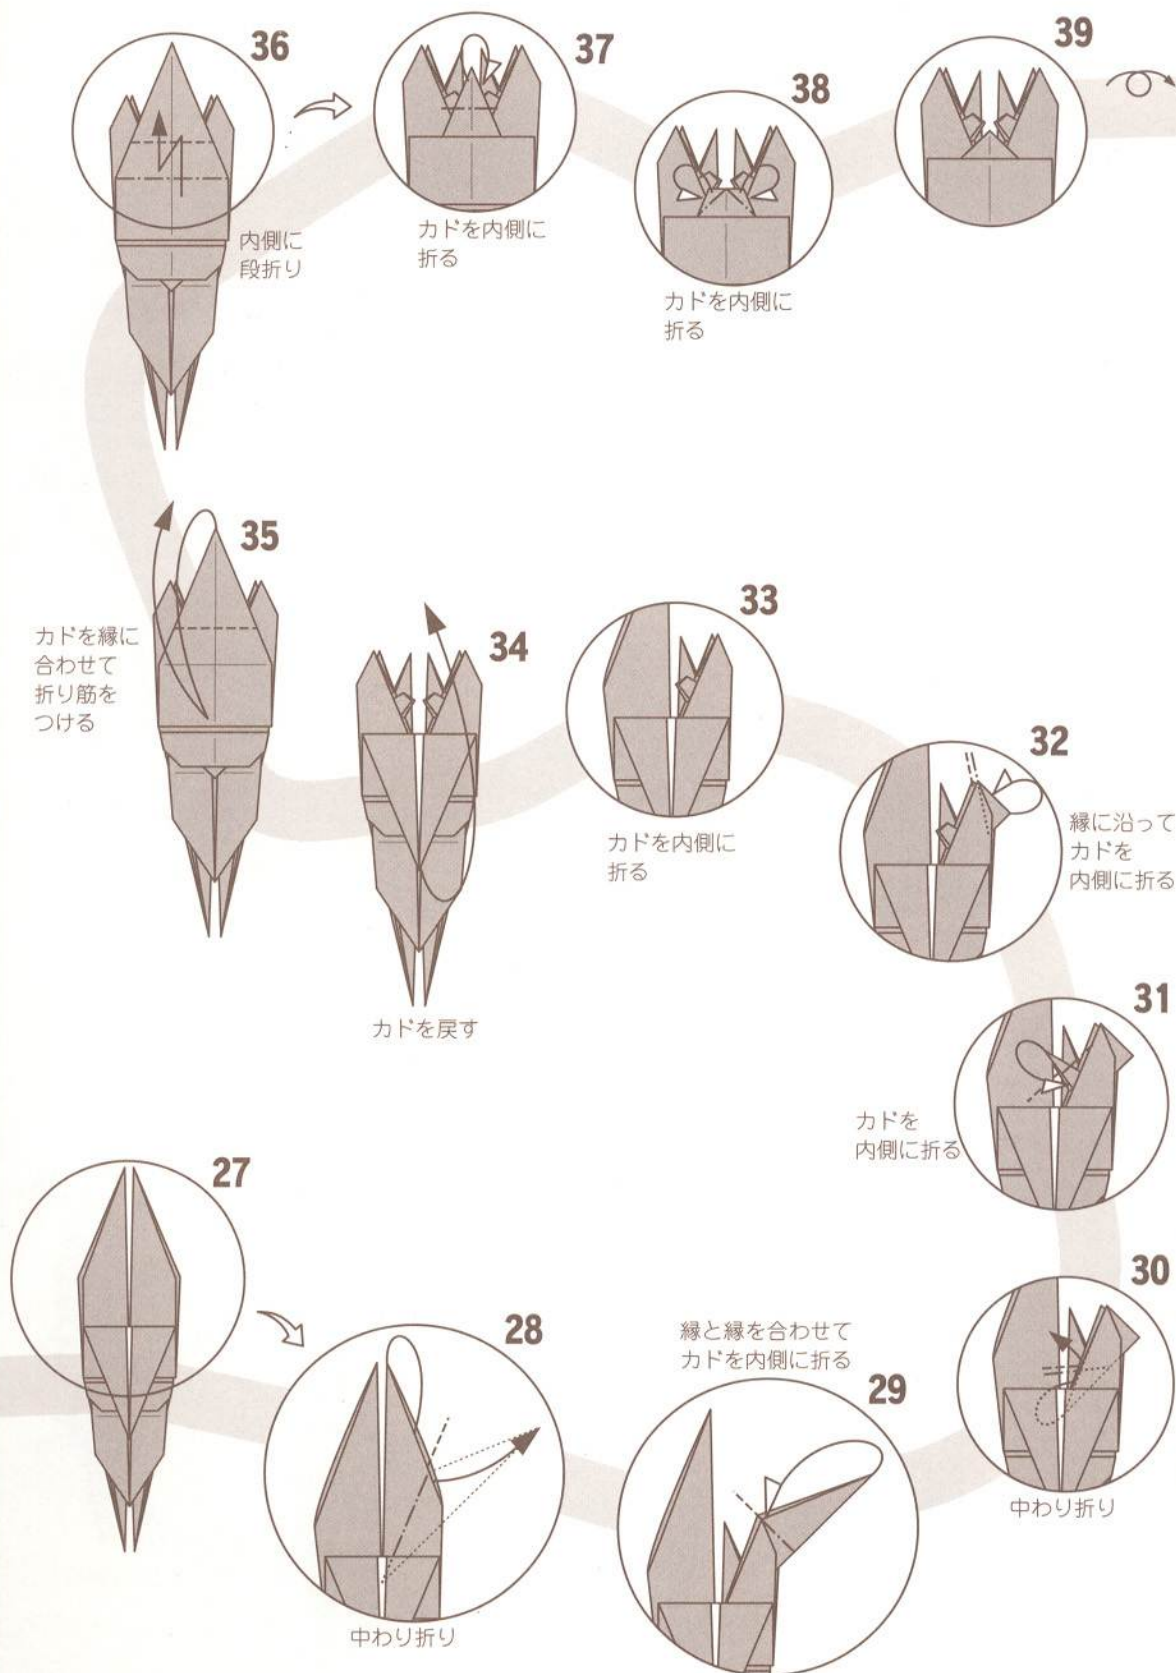 27
28
中わり折り
29
縁と縁を合わせて
カドを内側に折る
30
中わり折り
31
カドを
内側に折る
32
縁に沿って
カドを
内側に折る
33
カドを内側に
折る
34
カドを戻す
35
カドを縁に
合わせて
折り筋を
つける
36
内側に
段折り
37
カドを内側に
折る
38
カドを内側に
折る
39